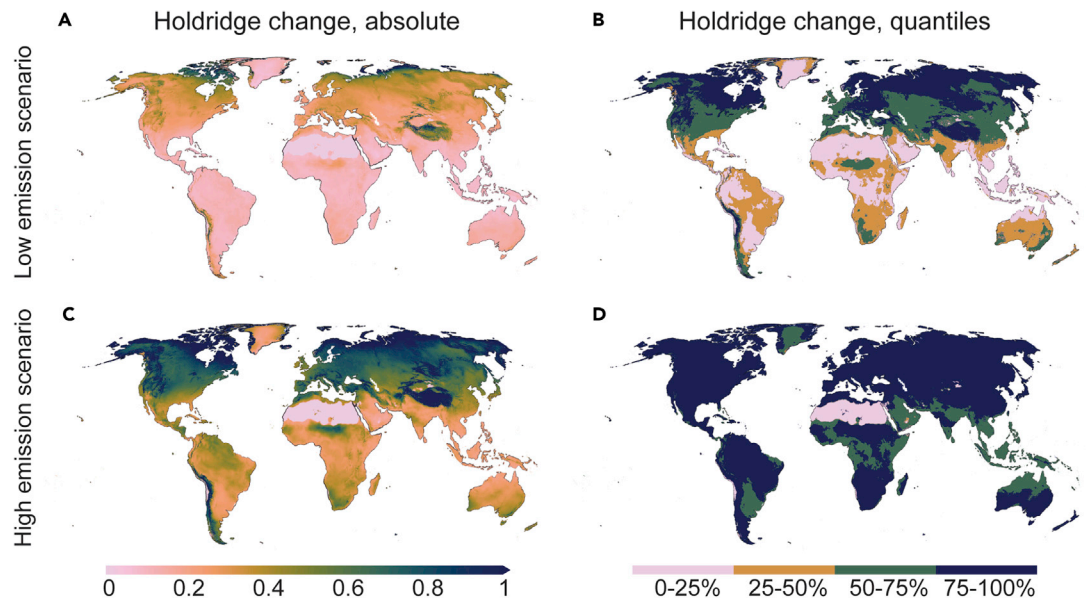 A Holdridge change, absolute
B Holdridge change, quantiles
Low emission scenario
C
D
High emission scenario
0 0.2 0.4 0.6 0.8 1
0-25% 25-50% 50-75% 75-100%